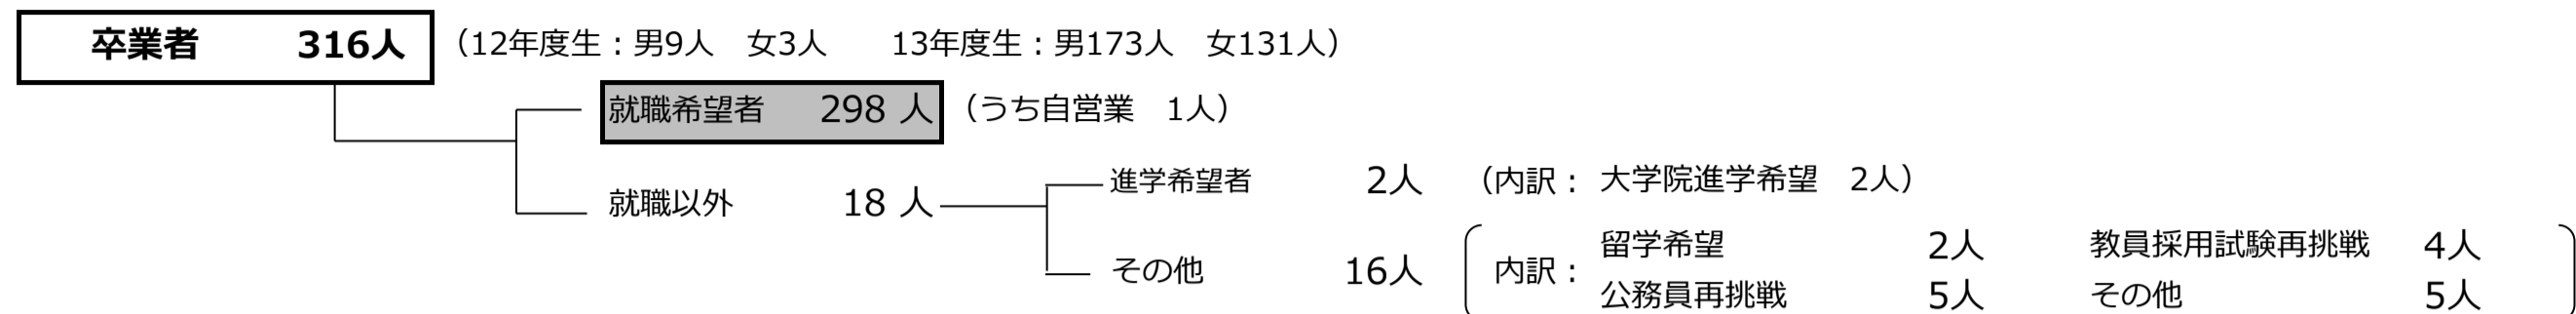 卒業者 316人 （12年度生：男9人 女3人 13年度生：男173人 女131人）
就職希望者 298 人 （うち自営業 1人）
進学希望者 2人 （内訳： 大学院進学希望 2人）
就職以外 18 人
留学希望 2人 教員採用試験再挑戦 4人
その他 16人 内訳：
公務員再挑戦 5人 その他 5人